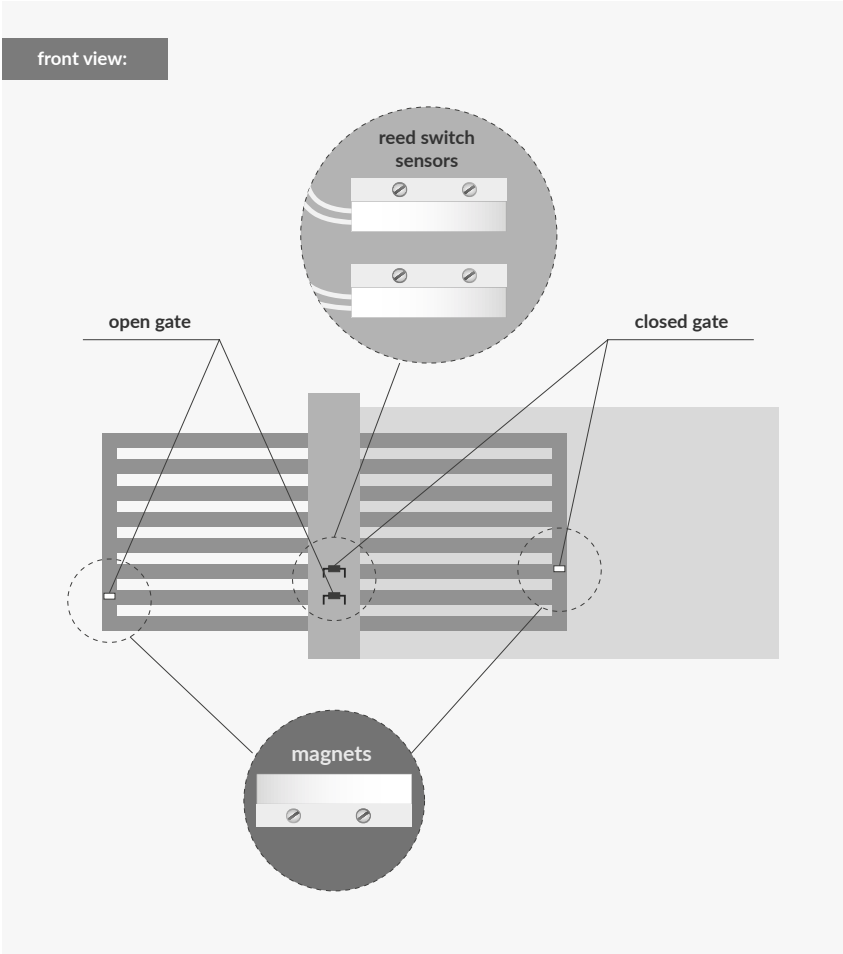 front view:
reed switch
sensors
open gate
closed gate
magnets